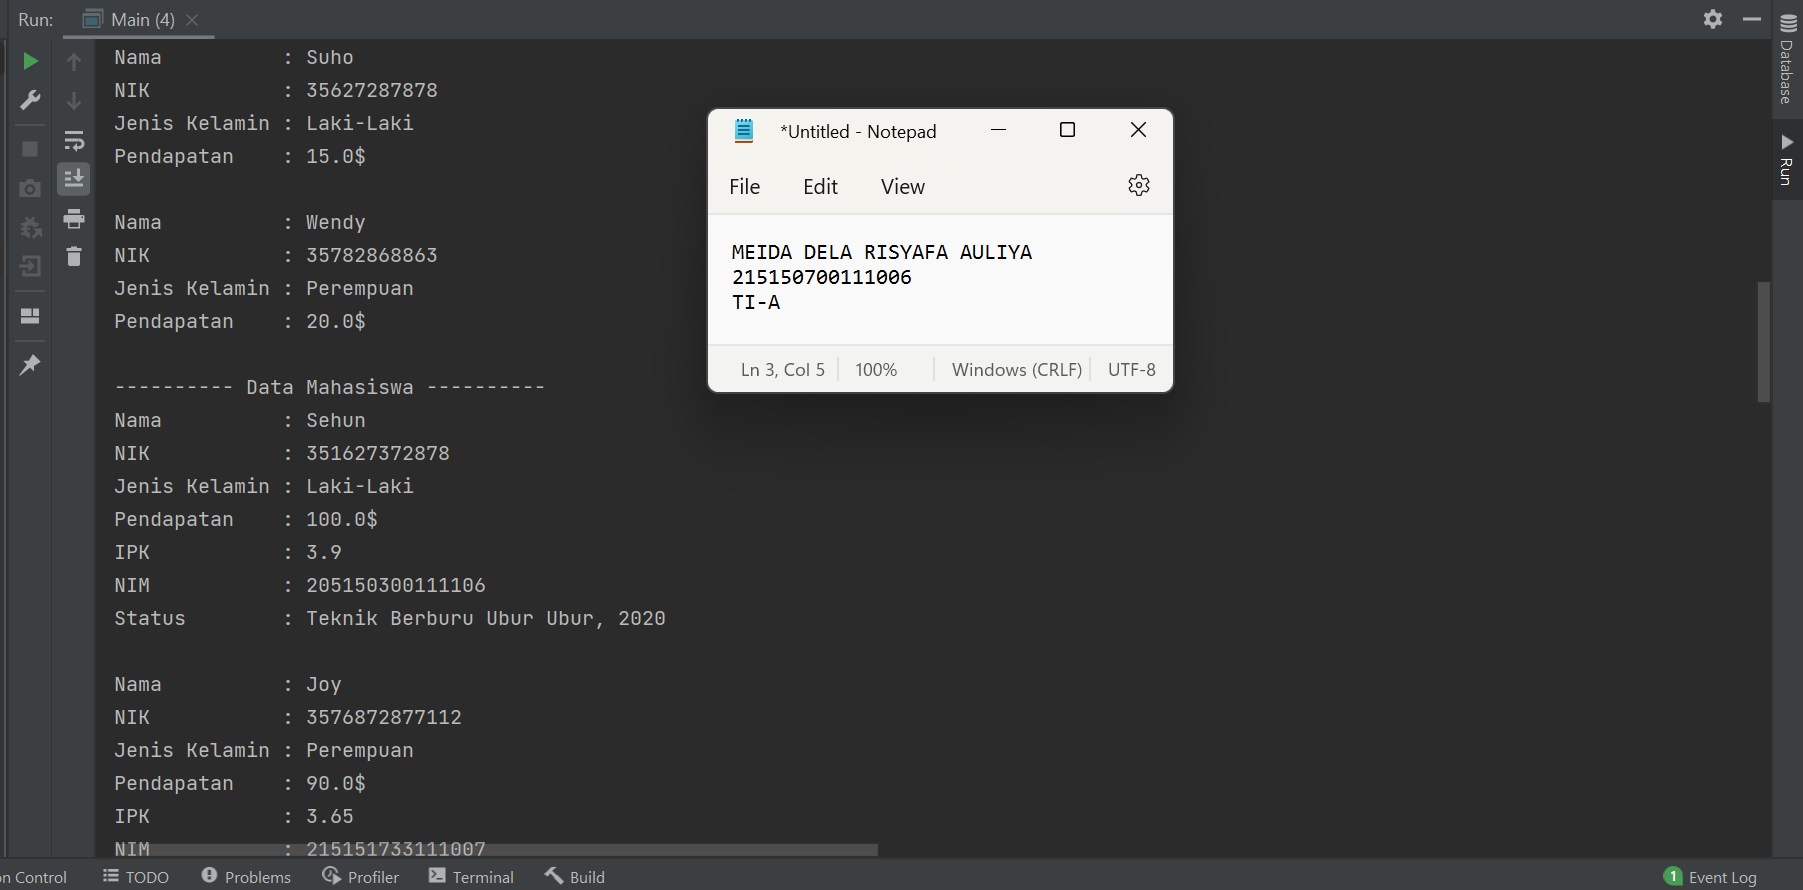 Run: Main (4)
Nama : Suho
NIK : 35627287878
Jenis Kelamin : Laki-Laki
Pendapatan : 15.0$
Nama : Wendy
NIK : 35782868863
Jenis Kelamin : Perempuan
Pendapatan : 20.0$
---------- Data Mahasiswa ----------
Nama : Sehun
NIK : 351627372878
Jenis Kelamin : Laki-Laki
Pendapatan : 100.0$
IPK : 3.9
NIM : 205150300111106
Status : Teknik Berburu Ubur Ubur, 2020
Nama : Joy
NIK : 3576872877112
Jenis Kelamin : Perempuan
Pendapatan : 90.0$
IPK : 3.65
NIM : 215151733111007
*Untitled - Notepad
File Edit View
MEIDA DELA RISYAFA AULIYA
215150700111006
TI-A
Ln 3, Col 5 100% Windows (CRLF) UTF-8
Database
Run
on Control TODO Problems Profiler Terminal Build 1 Event Log